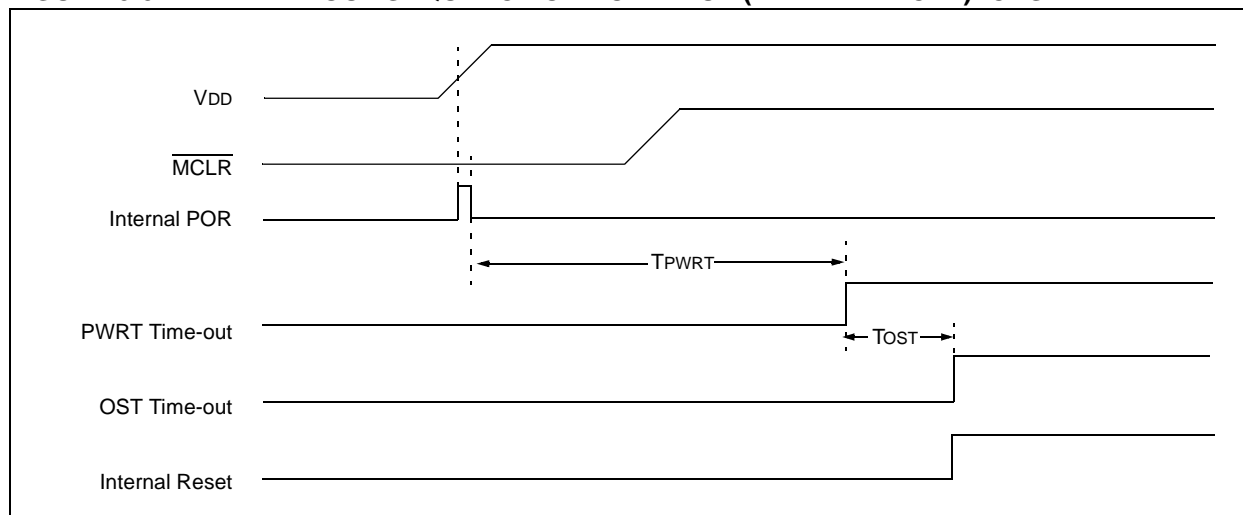 VDD
MCLR
Internal POR
TPWRT
PWRT Time-out
TOST
OST Time-out
Internal Reset